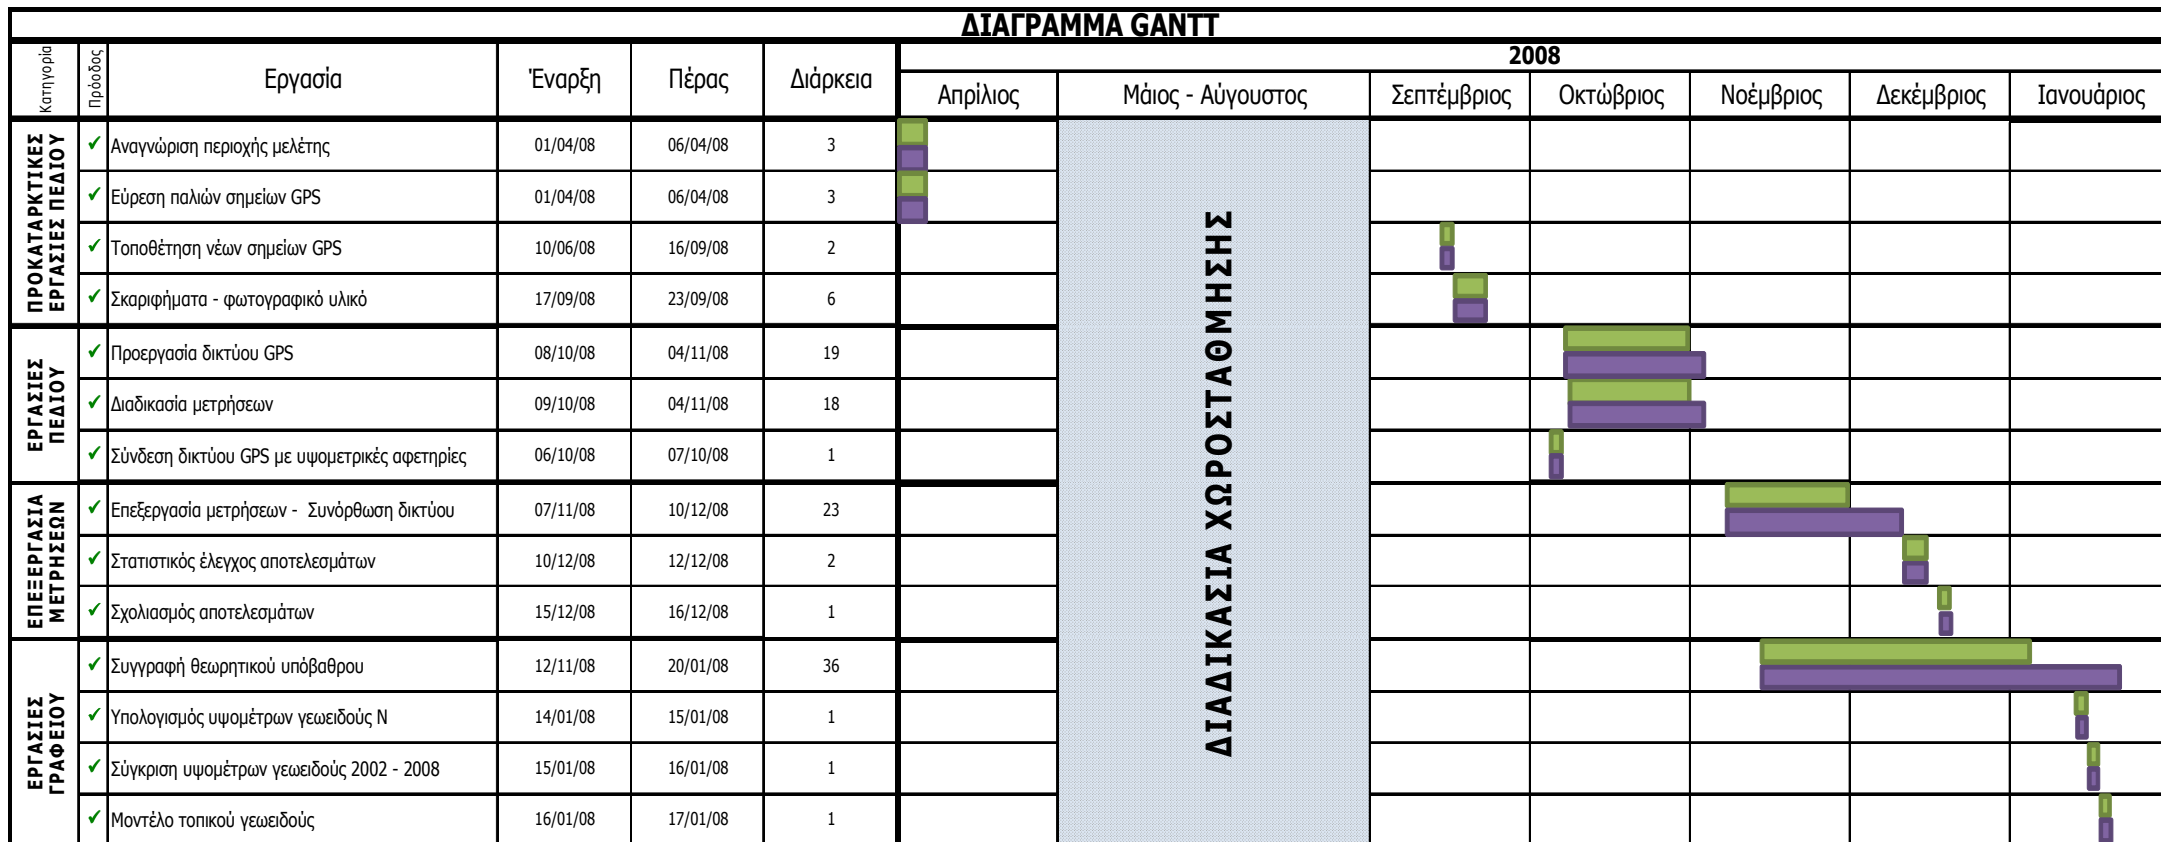 ΔΙΑΓΡΑΜΜΑ GANTT
Κατηγορία Πρόοδος Εργασία Έναρξη Πέρας Διάρκεια 2008
Απρίλιος Μάιος - Αύγουστος Σεπτέμβριος Οκτώβριος Νοέμβριος Δεκέμβριος Ιανουάριος
ΠΡΟΚΑΤΑΡΚΤΙΚΕΣ
ΕΡΓΑΣΙΕΣ ΠΕΔΙΟΥ
✓ Αναγνώριση περιοχής μελέτης 01/04/08 06/04/08 3
✓ Εύρεση παλιών σημείων GPS 01/04/08 06/04/08 3
✓ Τοποθέτηση νέων σημείων GPS 10/06/08 16/09/08 2
✓ Σκαριφήματα - φωτογραφικό υλικό 17/09/08 23/09/08 6
ΕΡΓΑΣΙΕΣ
ΠΕΔΙΟΥ
✓ Προεργασία δικτύου GPS 08/10/08 04/11/08 19
✓ Διαδικασία μετρήσεων 09/10/08 04/11/08 18
✓ Σύνδεση δικτύου GPS με υψομετρικές αφετηρίες 06/10/08 07/10/08 1
ΕΠΕΞΕΡΓΑΣΙΑ
ΜΕΤΡΗΣΕΩΝ
✓ Επεξεργασία μετρήσεων - Συνόρθωση δικτύου 07/11/08 10/12/08 23
✓ Στατιστικός έλεγχος αποτελεσμάτων 10/12/08 12/12/08 2
✓ Σχολιασμός αποτελεσμάτων 15/12/08 16/12/08 1
ΕΡΓΑΣΙΕΣ
ΓΡΑΦΕΙΟΥ
✓ Συγγραφή θεωρητικού υπόβαθρου 12/11/08 20/01/08 36
✓ Υπολογισμός υψομέτρων γεωειδούς Ν 14/01/08 15/01/08 1
✓ Σύγκριση υψομέτρων γεωειδούς 2002 - 2008 15/01/08 16/01/08 1
✓ Μοντέλο τοπικού γεωειδούς 16/01/08 17/01/08 1
ΔΙΑΔΙΚΑΣΙΑ ΧΩΡΟΣΤΑΘΜΗΣΗΣ